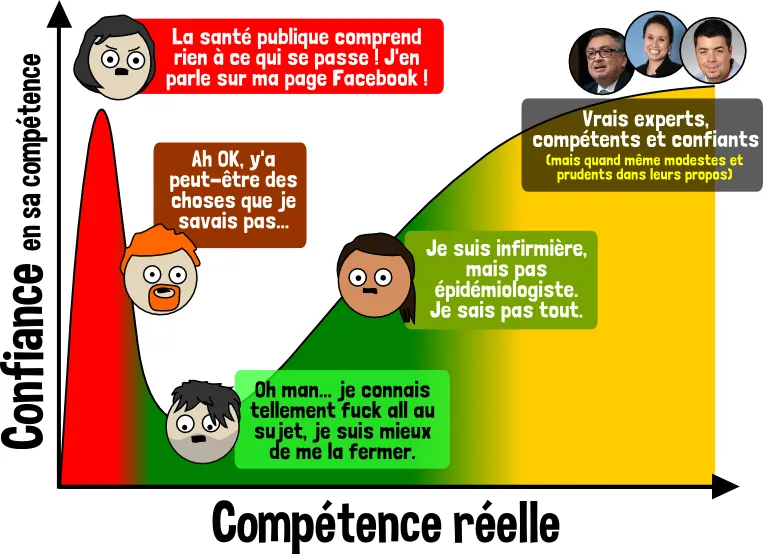 La santé publique comprend
rien à ce qui se passe ! J'en
parle sur ma page Facebook !
Vrais experts,
compétents et confiants
(mais quand même modestes et
prudents dans leurs propos)
Ah OK, y'a
peut-être des
choses que je
savais pas...
Je suis infirmière,
mais pas
épidémiologiste.
Je sais pas tout.
Oh man... je connais
tellement fuck all au
sujet, je suis mieux
de me la fermer.
Confiance en sa compétence
Compétence réelle